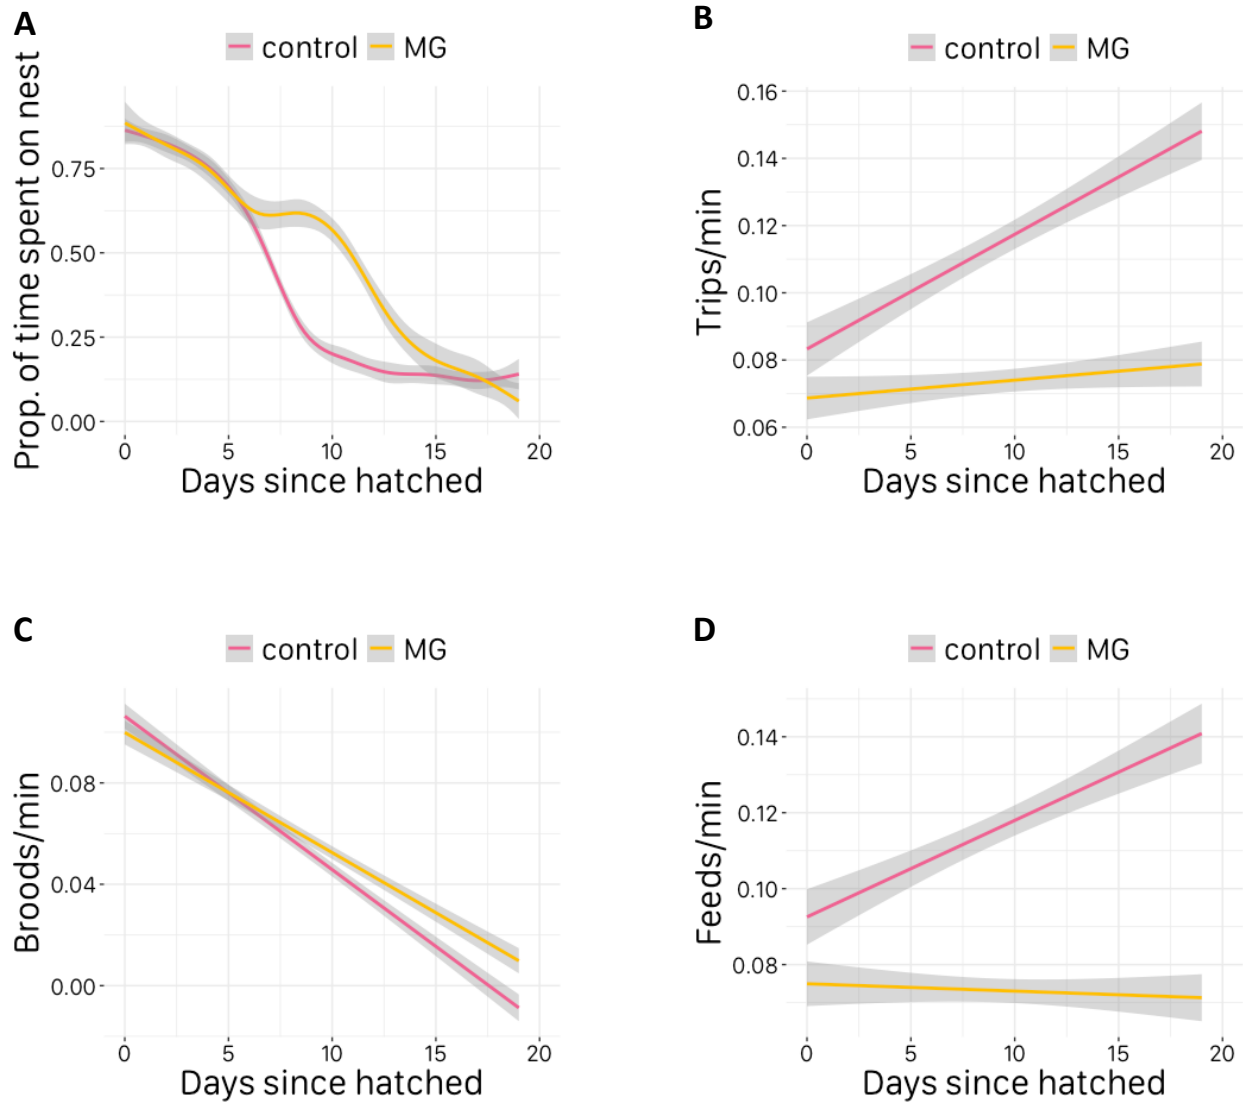 A
control MG
Prop. of time spent on nest
0.75
0.50
0.25
0.00
0 5 10 15 20
Days since hatched
B
control MG
Trips/min
0.16
0.14
0.12
0.10
0.08
0.06
0 5 10 15 20
Days since hatched
C
control MG
Broods/min
0.08
0.04
0.00
0 5 10 15 20
Days since hatched
D
control MG
Feeds/min
0.14
0.12
0.10
0.08
0 5 10 15 20
Days since hatched